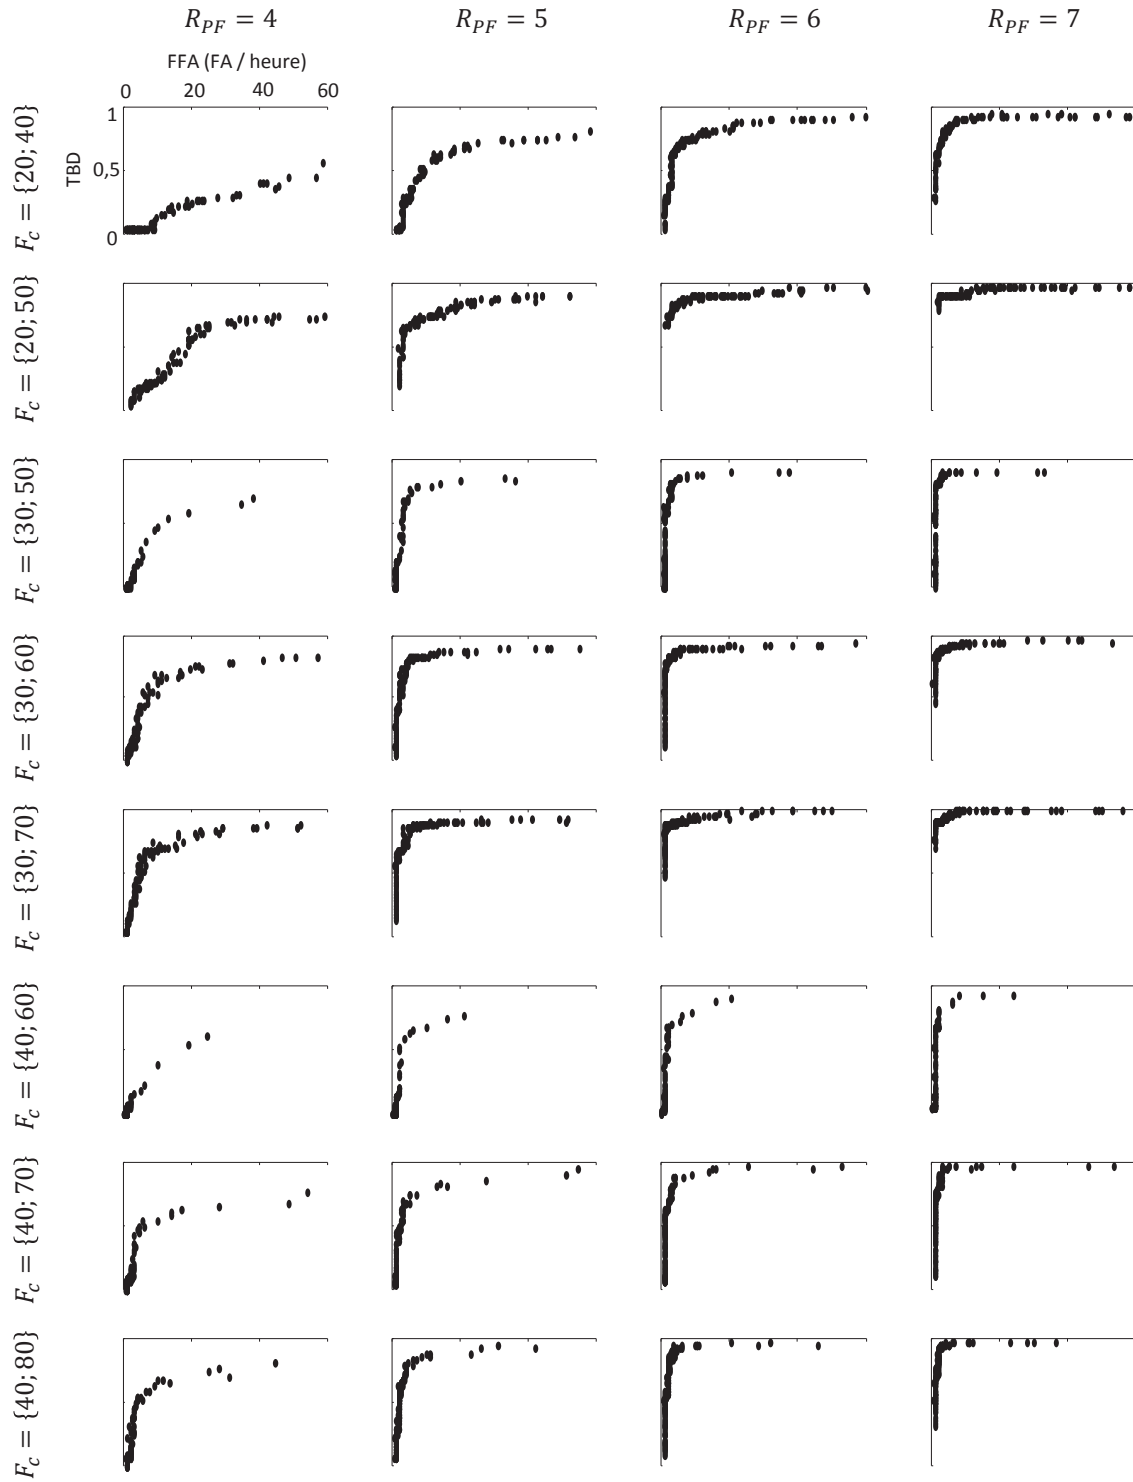 R_PF = 4 R_PF = 5 R_PF = 6 R_PF = 7
FFA (FA / heure)
0 20 40 60
1
0,5
0
TBD
F_c = {20; 40}
F_c = {20; 50}
F_c = {30; 50}
F_c = {30; 60}
F_c = {30; 70}
F_c = {40; 60}
F_c = {40; 70}
F_c = {40; 80}